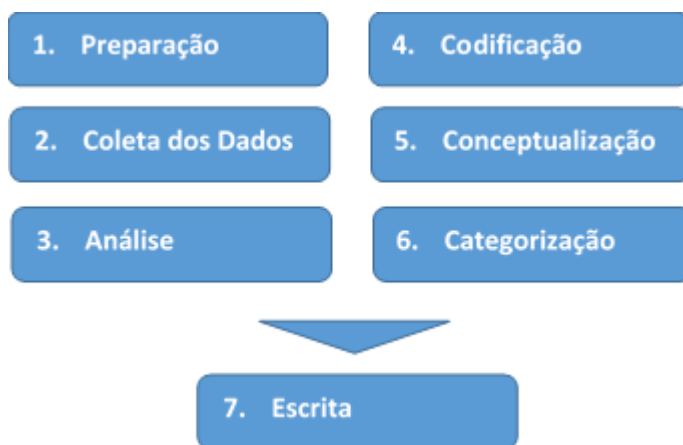 1. Preparação
2. Coleta dos Dados
3. Análise
4. Codificação
5. Conceptualização
6. Categorização
7. Escrita